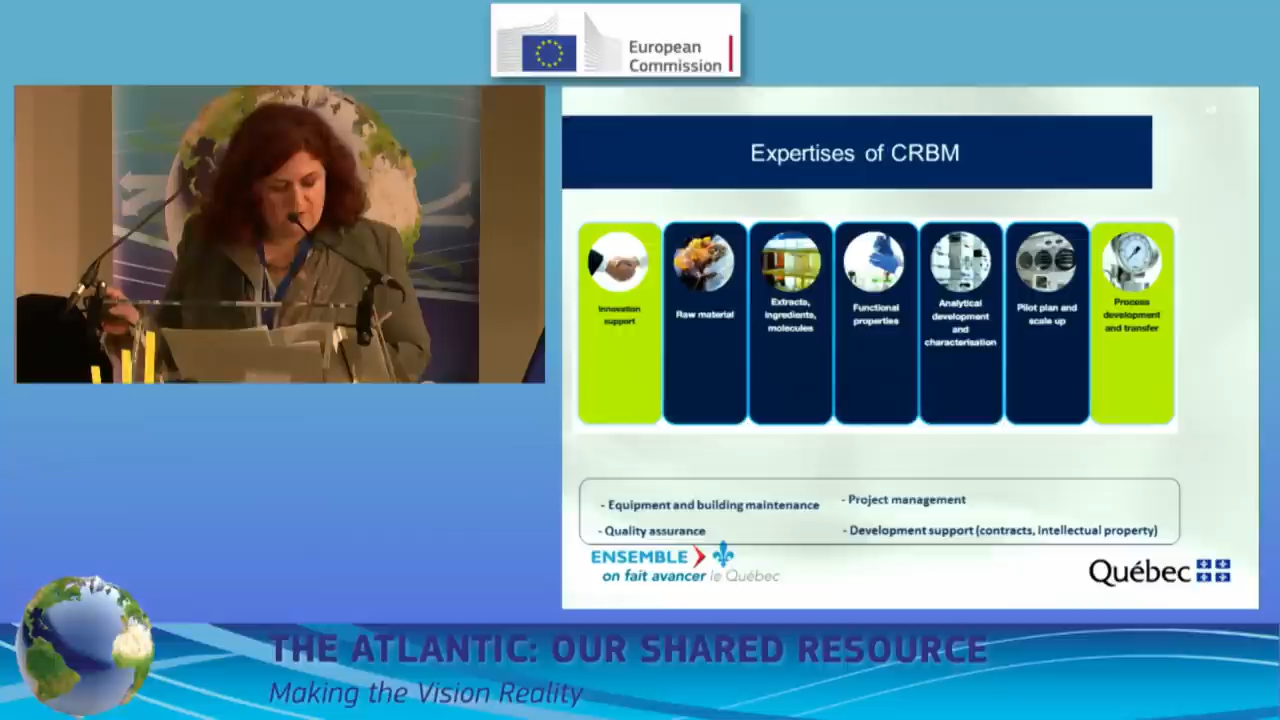 European
Commission
Expertises of CRBM
Innovation
support
Raw material
Extracts,
ingredients,
molecules
Functional
properties
Analytical
development
and
characterisation
Pilot plan and
scale up
Process
development
and transfer
- Equipment and building maintenance
- Project management
- Quality assurance
- Development support (contracts, intellectual property)
ENSEMBLE
on fait avancer le Québec
Québec
THE ATLANTIC: OUR SHARED RESOURCE
Making the Vision Reality